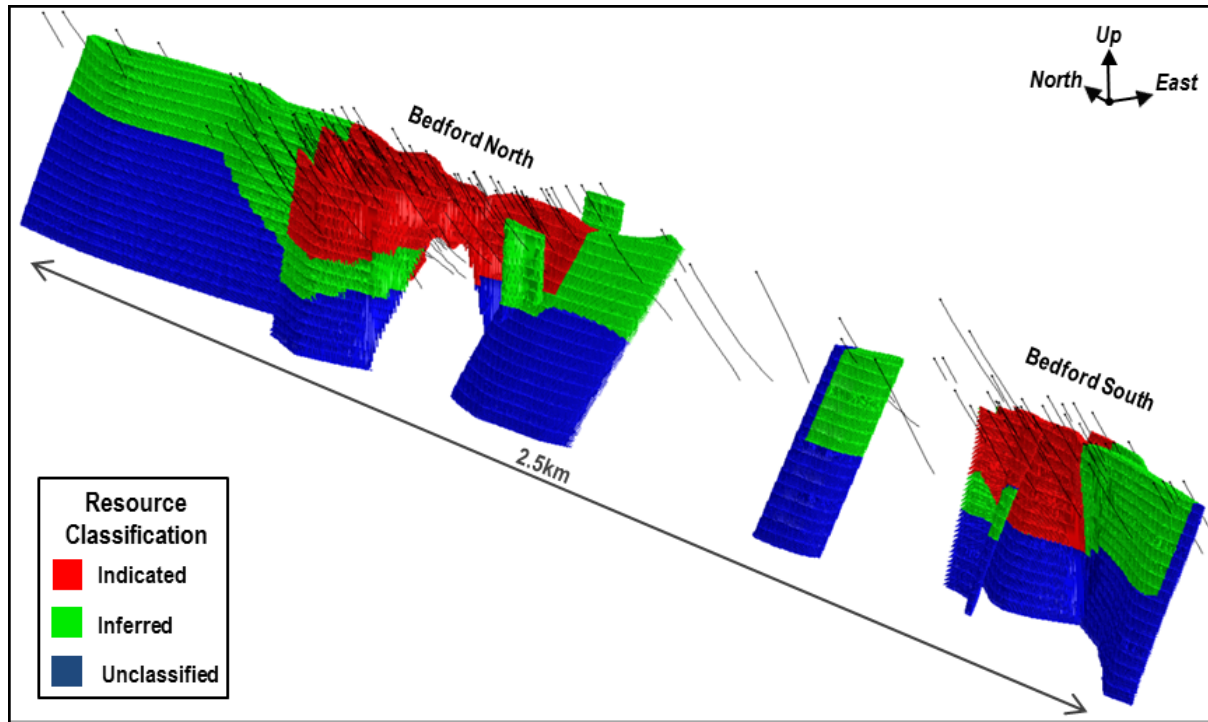 Up
North
East
Bedford North
Bedford South
2.5km
Resource
Classification
Indicated
Inferred
Unclassified